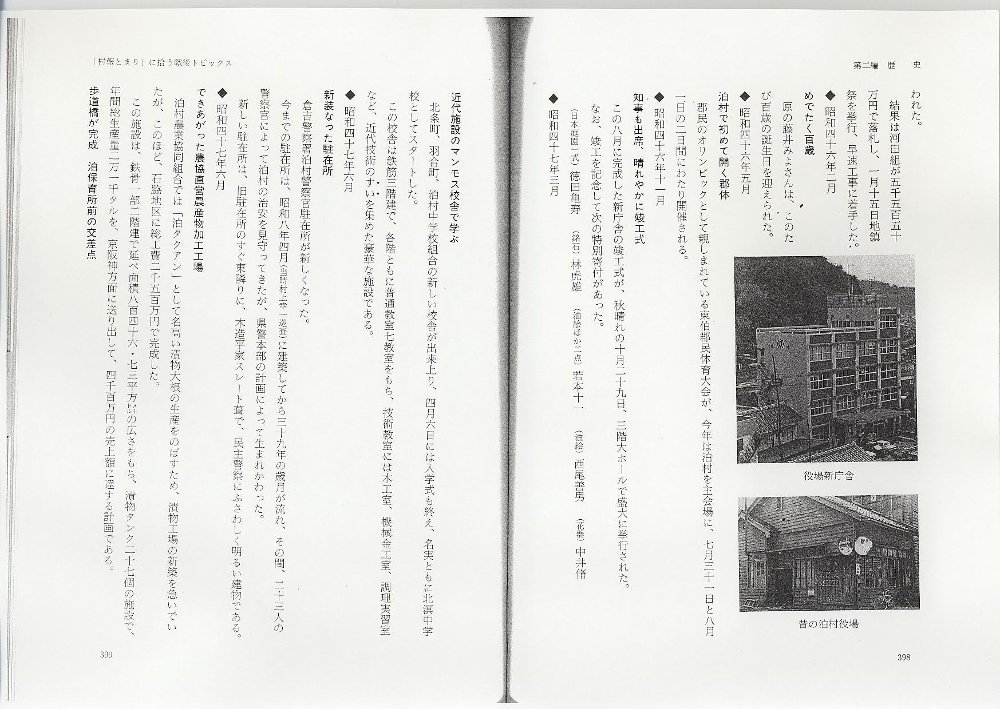 第二編 歴 史
われた。
結果は河田組が五千五百五十
万円で落札し、一月十五日地鎮
祭を挙行、早速工事に着手した。
◆ 昭和四十六年二月
めでたく百歳
原の藤井みよさんは、このた
び百歳の誕生日を迎えられた。
◆ 昭和四十六年五月
泊村で初めて開く郡体
郡民のオリンピックとして親しまれている東伯郡民体育大会が、今年は泊村を主会場に、七月三十一日と八月
一日の二日間にわたり開催される。
◆ 昭和四十六年十一月
知事も出席、晴れやかに竣工式
この八月に完成した新庁舎の竣工式が、秋晴れの十月二十九日、三階大ホールで盛大に挙行された。
なお、竣工を記念して次の特別寄付があった。
(日本庭園一式) 徳田亀寿 (銘石) 林虎雄 (油絵ほか二点) 若本十一 (油絵) 西尾善男 (花器) 中井脩
◆ 昭和四十七年三月
役場新庁舎
昔の泊村役場
398
「村報とまり」に拾う戦後トピックス
近代施設のマンモス校舎で学ぶ
北条町、羽合町、泊村中学校組合の新しい校舎が出来上り、四月六日には入学式も終え、名実ともに北溟中学
校としてスタートした。
この校舎は鉄筋三階建で、各階ともに普通教室七教室をもち、技術教室には木工室、機械金工室、調理実習室
など、近代技術のすいを集めた豪華な施設である。
◆ 昭和四十七年六月
新装なった駐在所
倉吉警察署泊村警察官駐在所が新しくなった。
今までの駐在所は、昭和八年四月(当時村上幸一巡査)に建築してから三十九年の歳月が流れ、その間、二十三人の
警察官によって泊村の治安を見守ってきたが、県警本部の計画によって生まれかわった。
新しい駐在所は、旧駐在所のすぐ東隣りに、木造平家スレート葺で、民主警察にふさわしく明るい建物である。
◆ 昭和四十七年六月
できあがった農協直営農産物加工工場
泊村農業協同組合では「泊タクアン」として名高い漬物大根の生産をのばすため、漬物工場の新築を急いでい
たが、このほど、石脇地区に総工費二千五百万円で完成した。
この施設は、鉄骨一部二階建で延べ面積八百四十六・七三平方メートルの広さをもち、漬物タンク二十七個の施設で、
年間総生産量二万一千タルを、京阪神方面に送り出して、四千百万円の売上額に達する計画である。
歩道橋が完成 泊保育所前の交差点
399